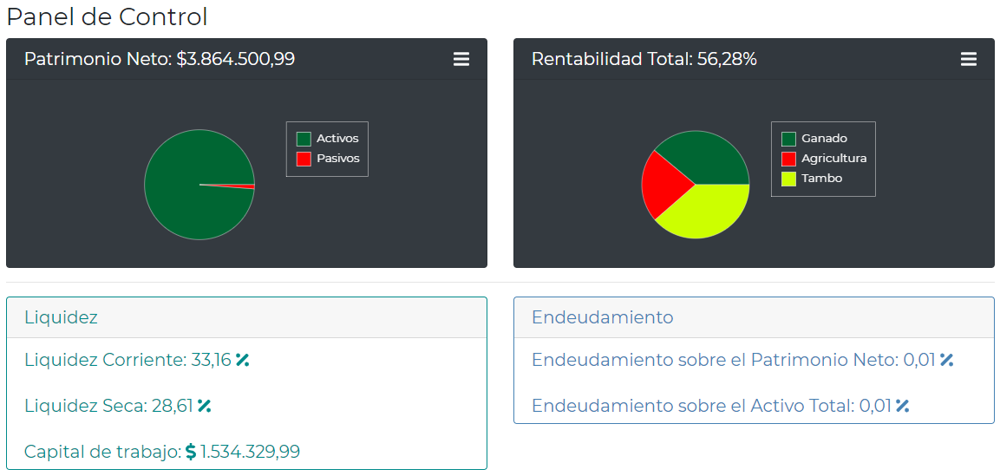 Panel de Control
Patrimonio Neto: $3.864.500,99
Activos
Pasivos
Rentabilidad Total: 56,28%
Ganado
Agricultura
Tambo
Liquidez
Liquidez Corriente: 33,16 %
Liquidez Seca: 28,61 %
Capital de trabajo: $ 1.534.329,99
Endeudamiento
Endeudamiento sobre el Patrimonio Neto: 0,01 %
Endeudamiento sobre el Activo Total: 0,01 %